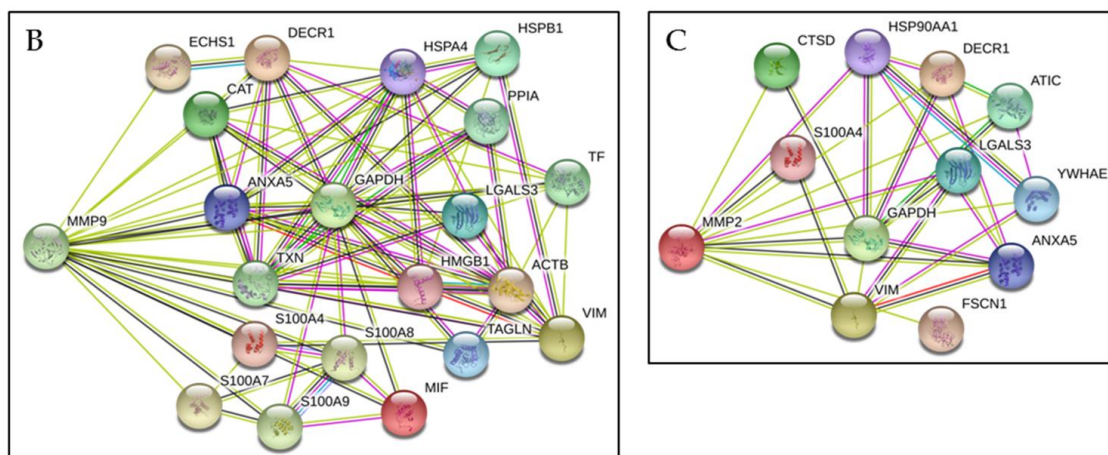 B
HSPB1
ECHS1
DECR1
HSPA4
CAT
PPIA
TF
ANXA5
GAPDH
LGALS3
MMP9
TXN
HMGB1
ACTB
VIM
S100A4
S100A8
TAGLN
S100A7
S100A9
MIF
C
HSP90AA1
CTSD
DECR1
ATIC
S100A4
LGALS3
YWHAE
MMP2
GAPDH
ANXA5
VIM
FSCN1